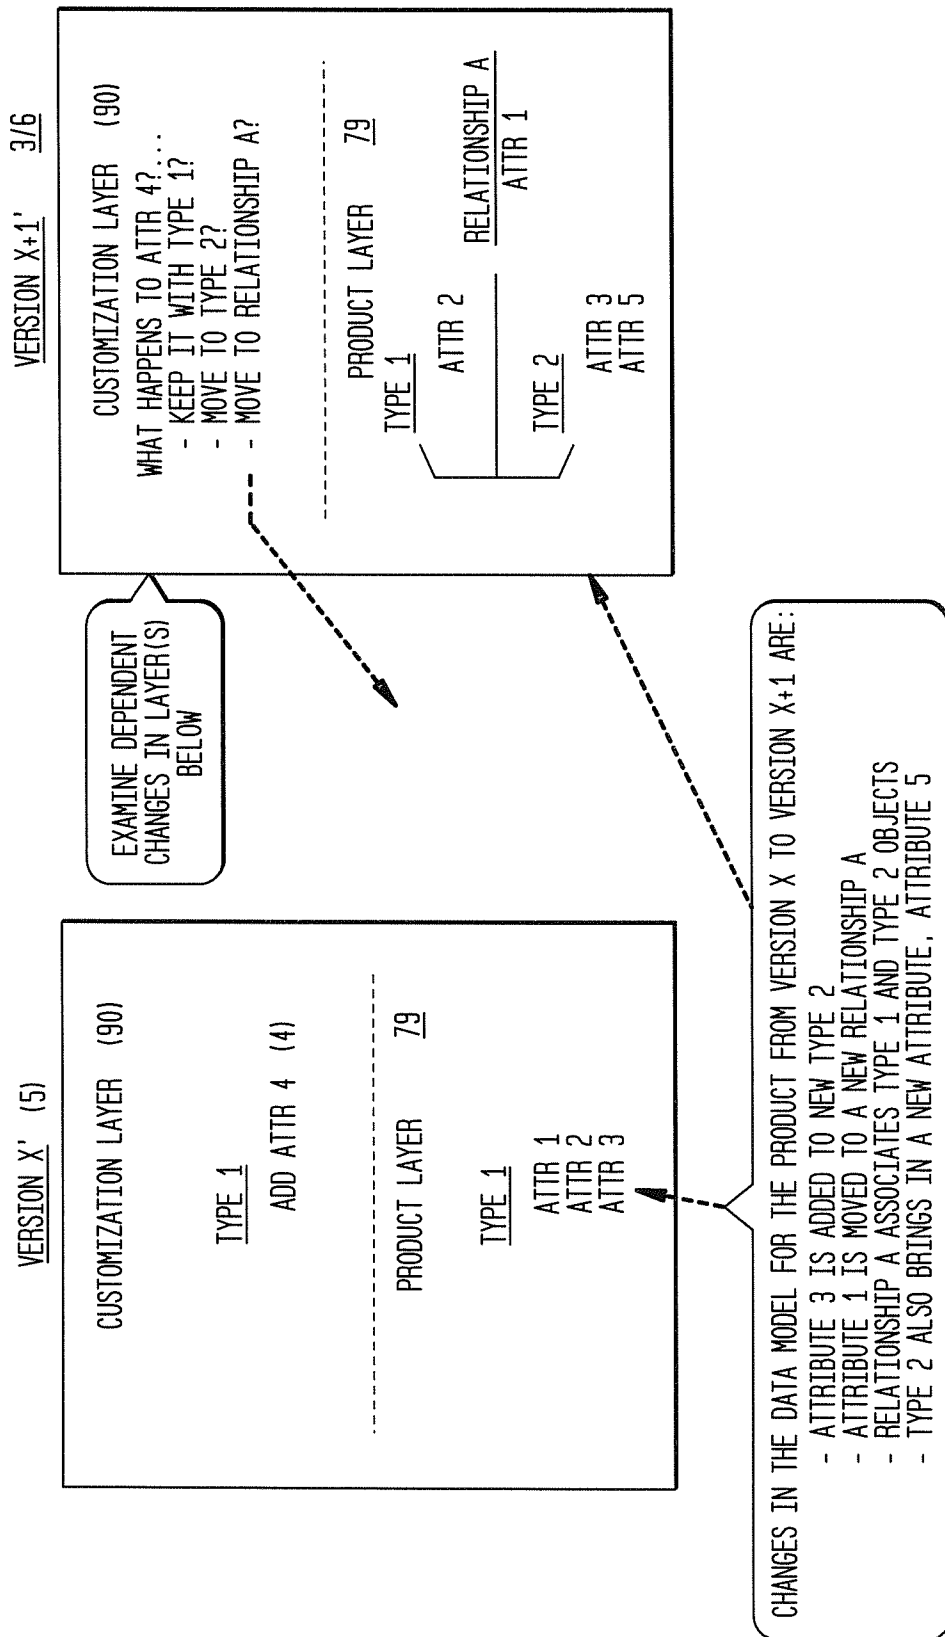 VERSION X' (5)
CUSTOMIZATION LAYER (90)
TYPE 1
ADD ATTR 4 (4)
PRODUCT LAYER 79
TYPE 1
ATTR 1
ATTR 2
ATTR 3
EXAMINE DEPENDENT
CHANGES IN LAYER(S)
BELOW
VERSION X+1' 3/6
CUSTOMIZATION LAYER (90)
WHAT HAPPENS TO ATTR 4?...
- KEEP IT WITH TYPE 1?
- MOVE TO TYPE 2?
- MOVE TO RELATIONSHIP A?
PRODUCT LAYER 79
TYPE 1
ATTR 2
RELATIONSHIP A
ATTR 1
TYPE 2
ATTR 3
ATTR 5
CHANGES IN THE DATA MODEL FOR THE PRODUCT FROM VERSION X TO VERSION X+1 ARE:
- ATTRIBUTE 3 IS ADDED TO NEW TYPE 2
- ATTRIBUTE 1 IS MOVED TO A NEW RELATIONSHIP A
- RELATIONSHIP A ASSOCIATES TYPE 1 AND TYPE 2 OBJECTS
- TYPE 2 ALSO BRINGS IN A NEW ATTRIBUTE, ATTRIBUTE 5